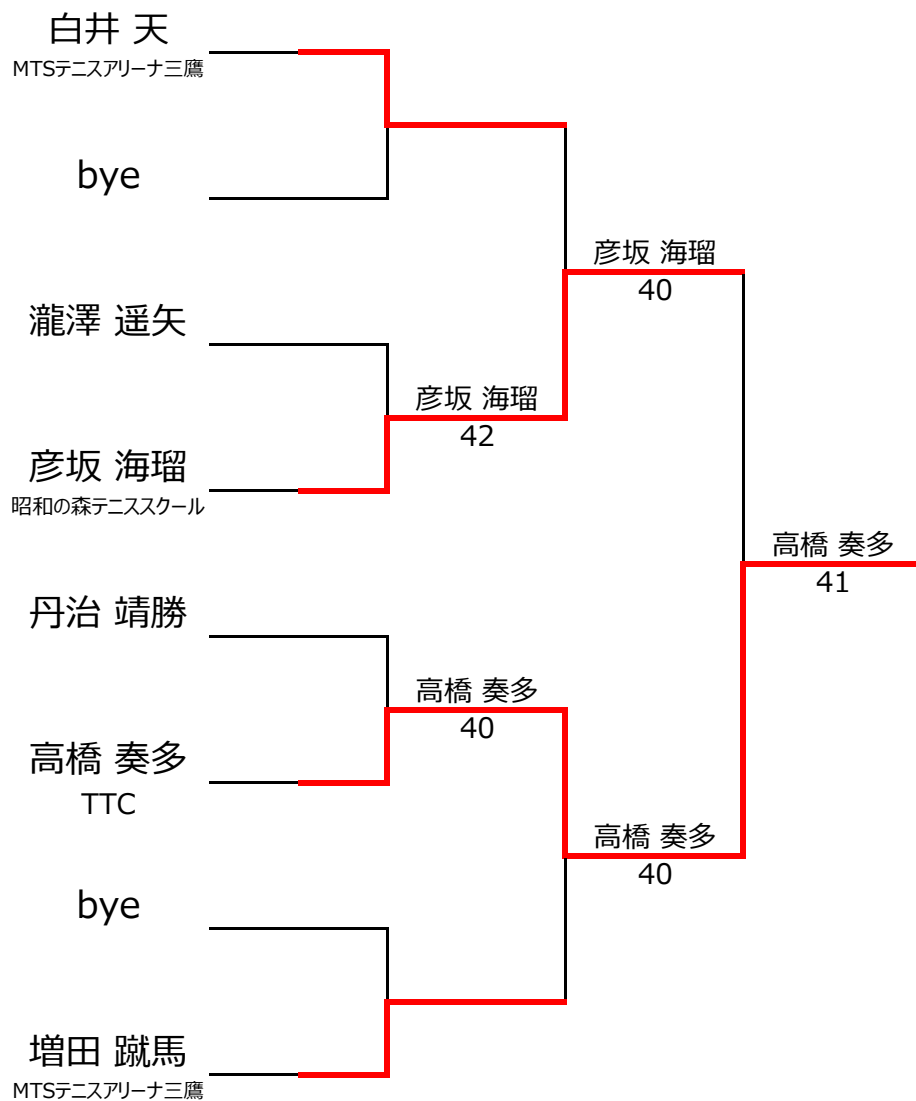 白井 天
MTSテニスアリーナ三鷹
bye
彦坂 海瑠
40
瀧澤 遥矢
彦坂 海瑠
42
彦坂 海瑠
昭和の森テニススクール
高橋 奏多
41
丹治 靖勝
高橋 奏多
40
高橋 奏多
TTC
高橋 奏多
40
bye
増田 蹴馬
MTSテニスアリーナ三鷹